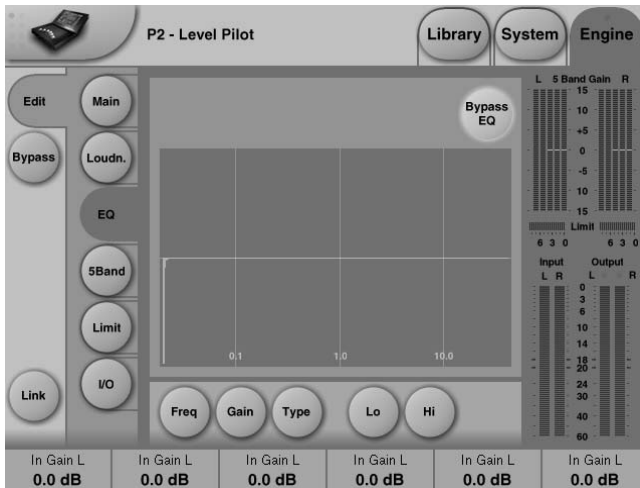 P2 - Level Pilot
Library
System
Engine
Edit
Bypass
Link
Main
Loudn.
EQ
5Band
Limit
I/O
Bypass
EQ
0.1 1.0 10.0
Freq Gain Type Lo Hi
L 5 Band Gain R
15
10
+5
0
-5
10
15
Limit
6 3 0 6 3 0
Input Output
L R L R
0
3
6
10
14
18
20
24
30
40
60
In Gain L In Gain L In Gain L In Gain L In Gain L In Gain L
0.0 dB 0.0 dB 0.0 dB 0.0 dB 0.0 dB 0.0 dB